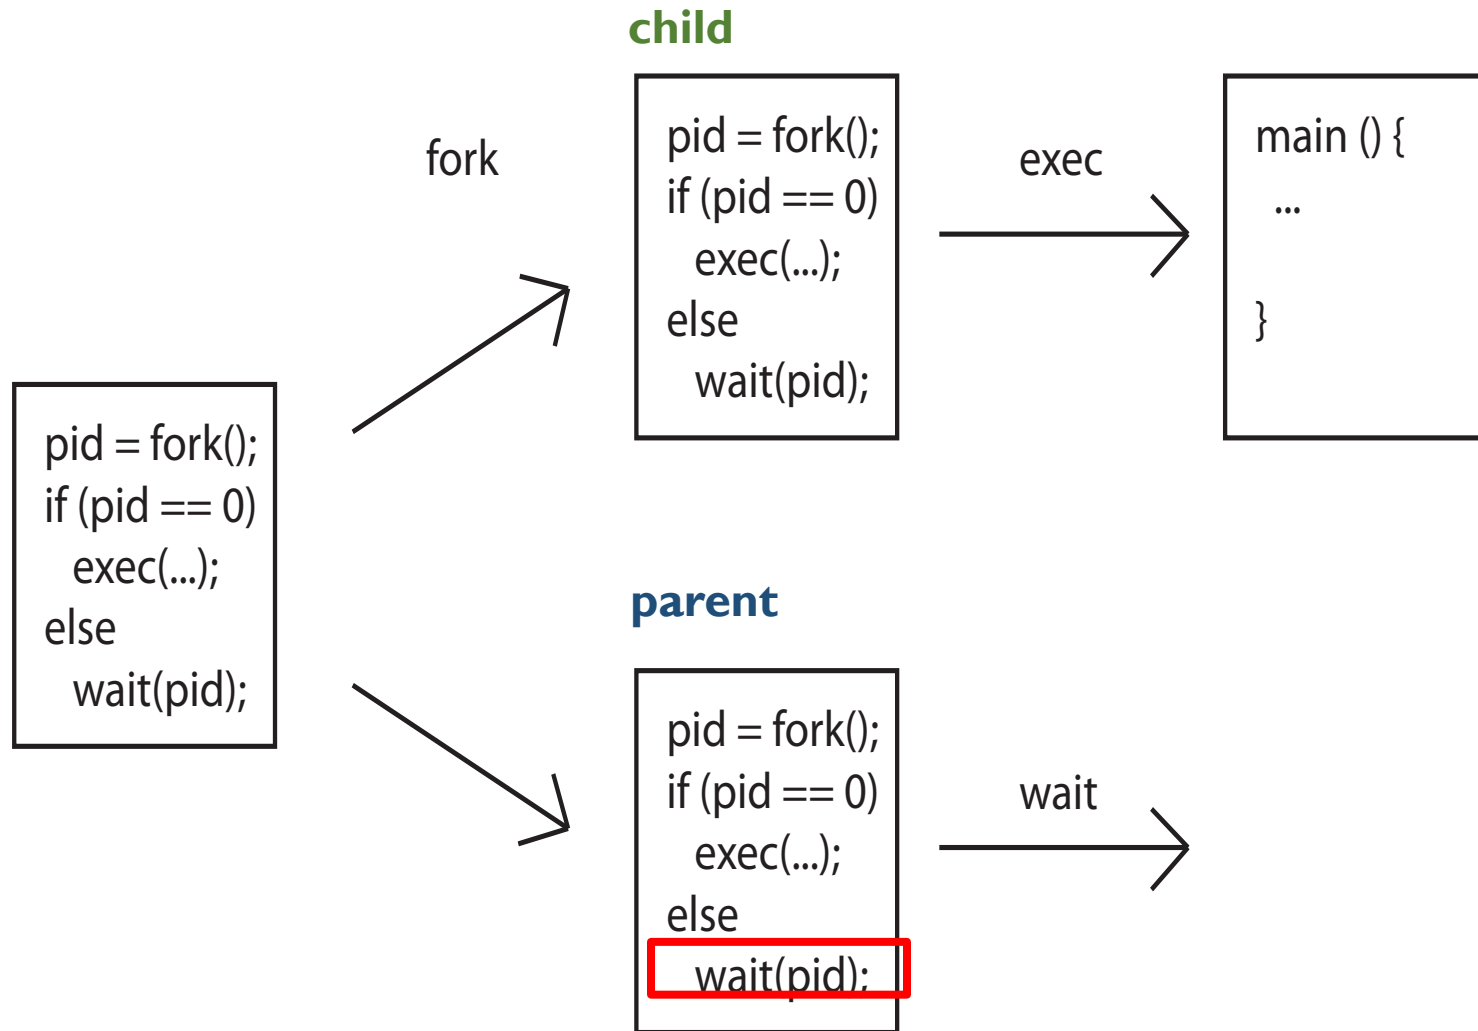 child
fork
pid = fork();
if (pid == 0)
exec(...);
else
wait(pid);
exec
main () {
...
}
pid = fork();
if (pid == 0)
exec(...);
else
wait(pid);
parent
pid = fork();
if (pid == 0)
exec(...);
else
wait(pid);
wait